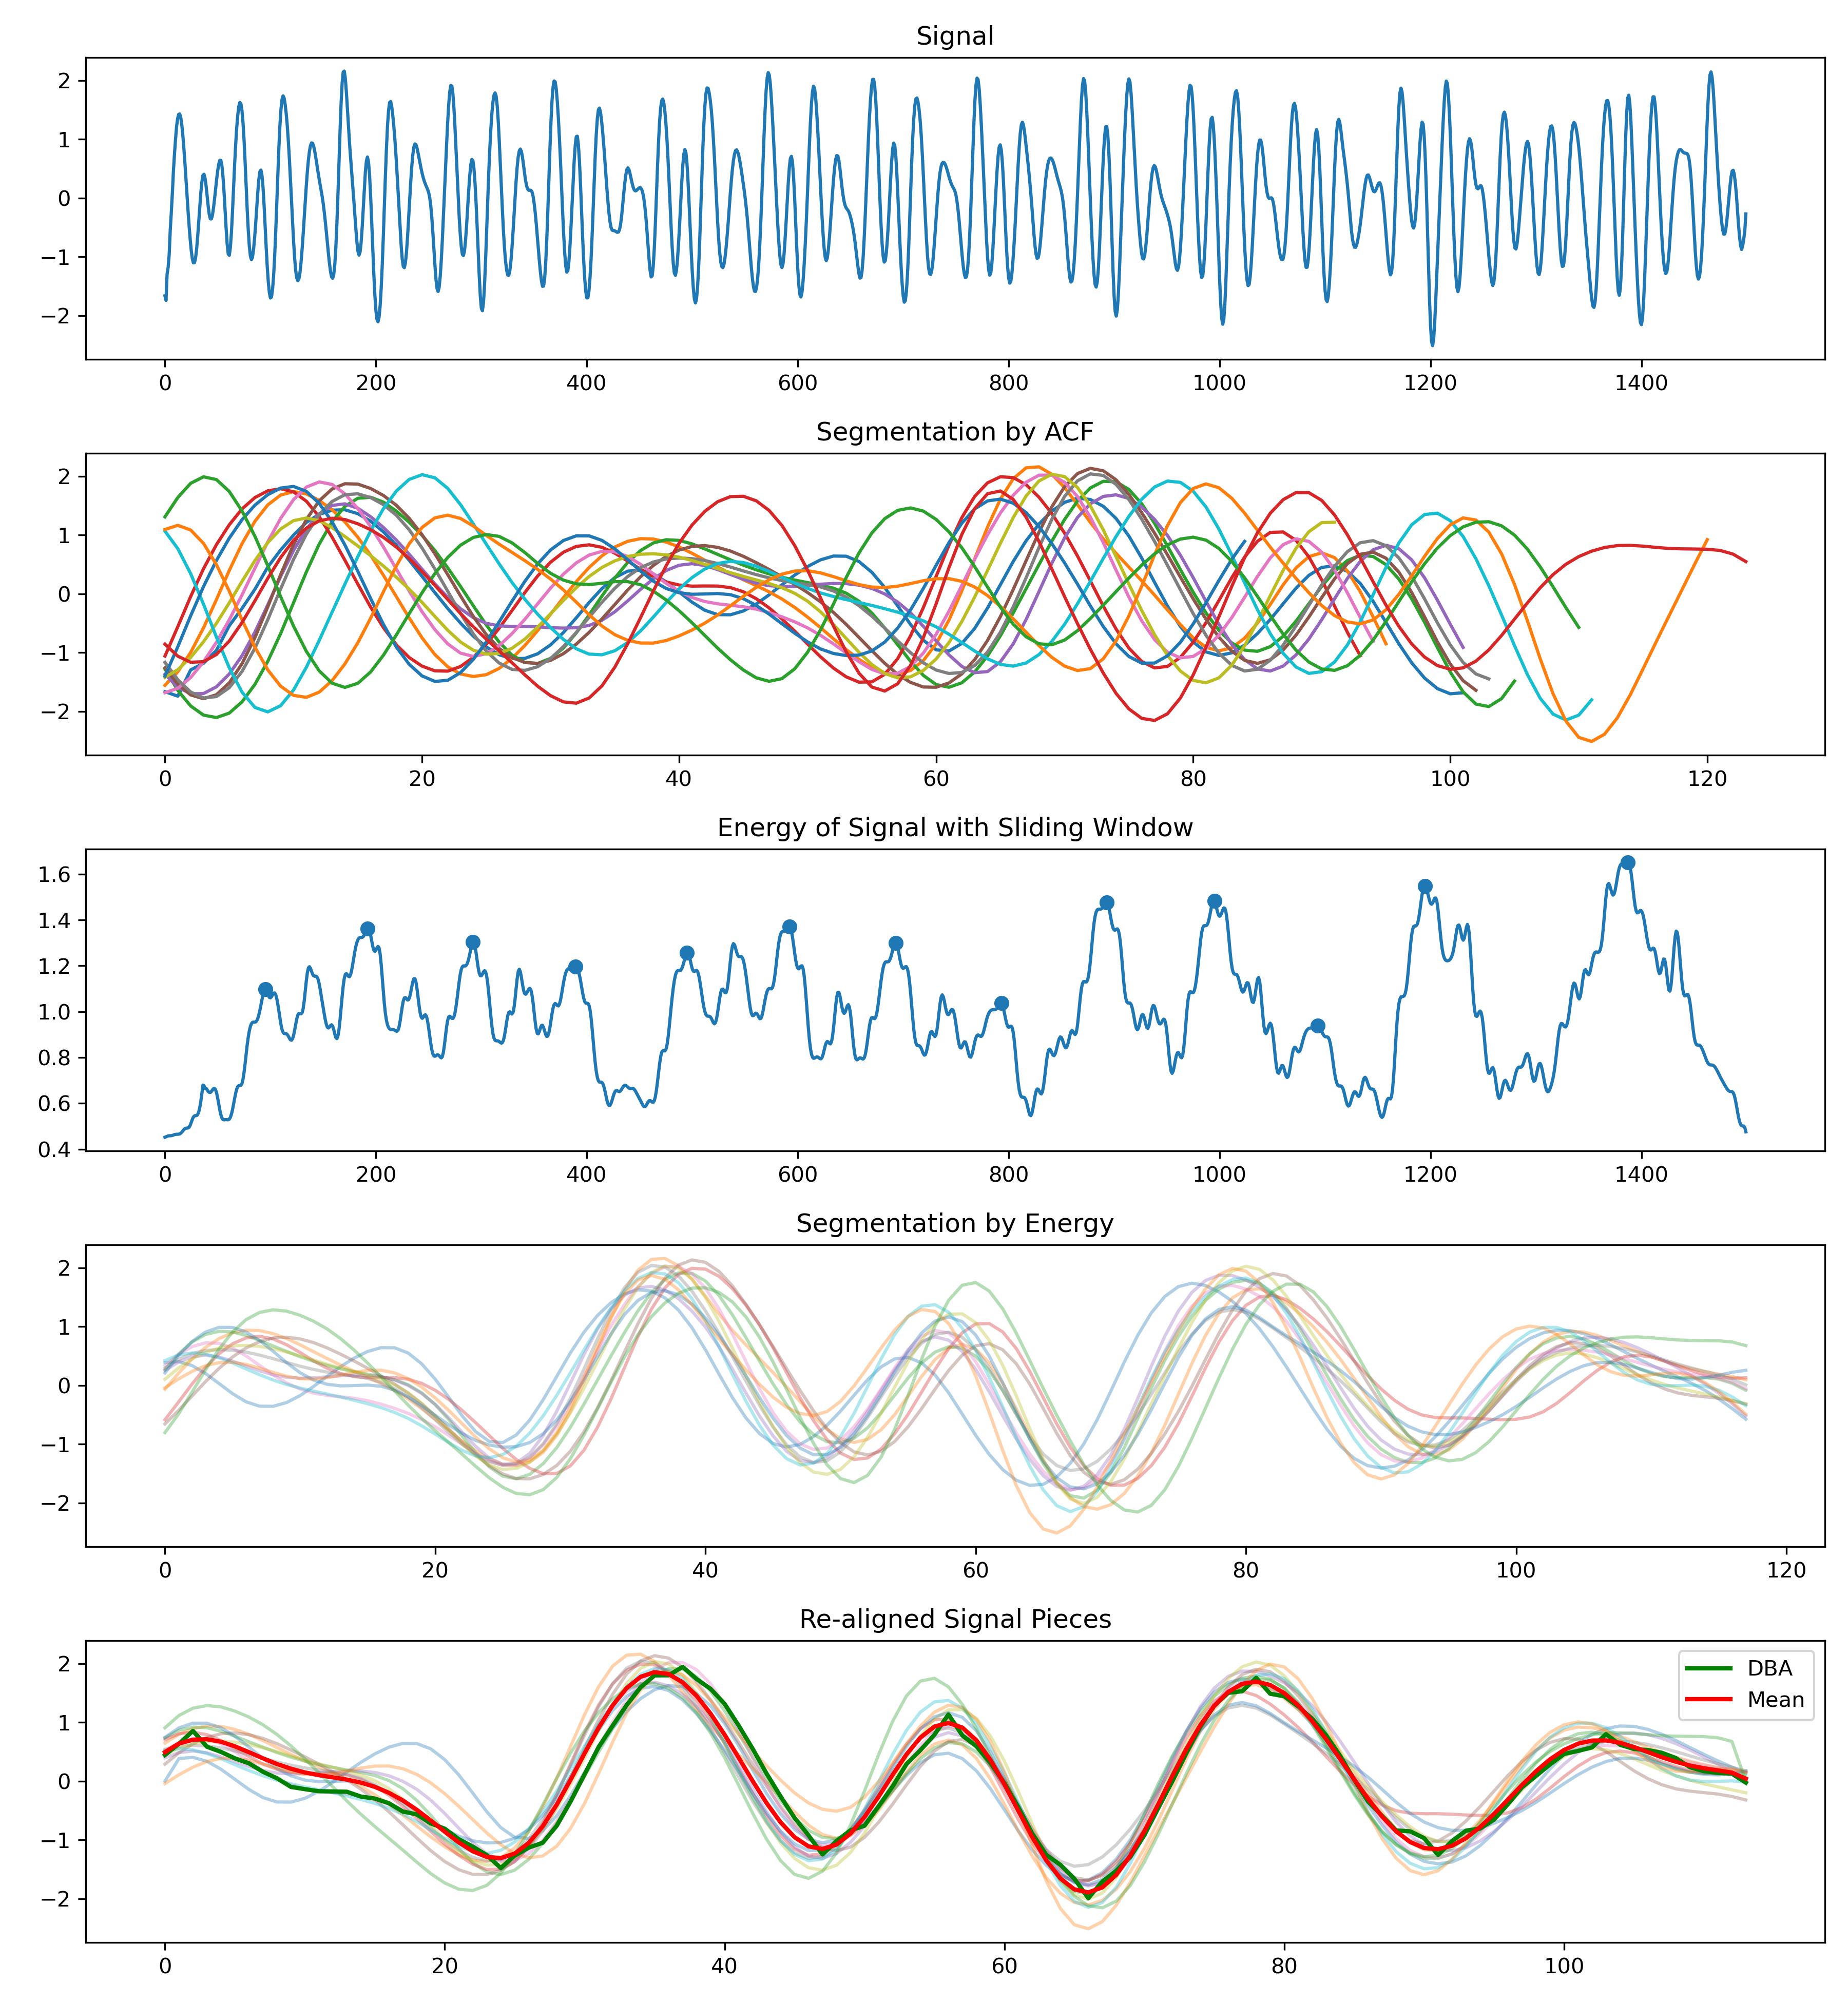 Signal
2
1
0
−1
−2
0 200 400 600 800 1000 1200 1400
Segmentation by ACF
2
1
0
−1
−2
0 20 40 60 80 100 120
Energy of Signal with Sliding Window
1.6
1.4
1.2
1.0
0.8
0.6
0.4
0 200 400 600 800 1000 1200 1400
Segmentation by Energy
2
1
0
−1
−2
0 20 40 60 80 100 120
Re-aligned Signal Pieces
2
1
0
−1
−2
DBA
Mean
0 20 40 60 80 100